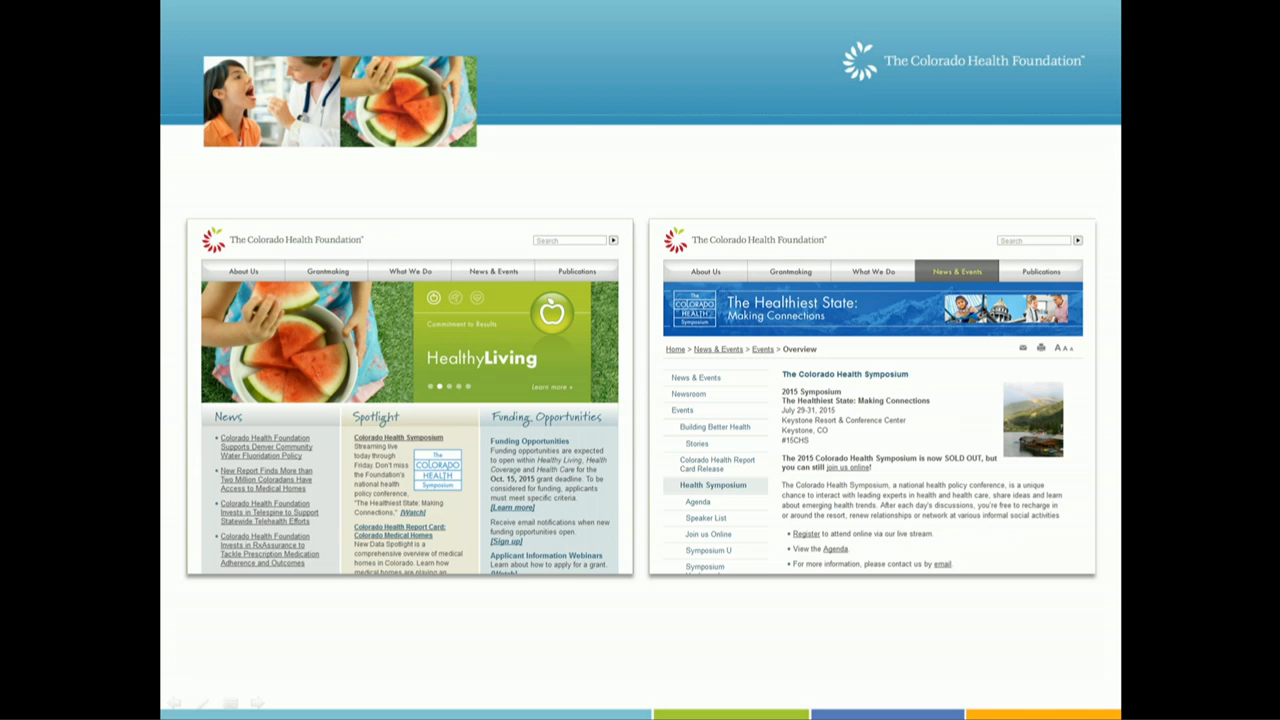 The Colorado Health Foundation™
The Colorado Health Foundation™
Search
About Us
Grantmaking
What We Do
News & Events
Publications
Commitment to Results
HealthyLiving
Learn more »
News
Colorado Health Foundation
Supports Denver Community
Water Fluoridation Policy
New Report Finds More than
Two Million Coloradans Have
Access to Medical Homes
Colorado Health Foundation
Invests in Telespine to Support
Statewide Telehealth Efforts
Colorado Health Foundation
Invests in RxAssurance to
Tackle Prescription Medication
Adherence and Outcomes
Spotlight
Colorado Health Symposium
Streaming live
today through
Friday. Don't miss
the Foundation's
national health
policy conference,
"The Healthiest State: Making
Connections." [Watch]
The
COLORADO
HEALTH
Symposium
Colorado Health Report Card:
Colorado Medical Homes
New Data Spotlight is a
comprehensive overview of medical
homes in Colorado. Learn how
medical homes are playing an
Funding Opportunities
Funding Opportunities
Funding opportunities are expected
to open within Healthy Living, Health
Coverage and Health Care for the
Oct. 15, 2015 grant deadline. To be
considered for funding, applicants
must meet specific criteria.
[Learn more]
Receive email notifications when new
funding opportunities open.
[Sign up]
Applicant Information Webinars
Learn about how to apply for a grant.
[Watch]
The Colorado Health Foundation™
Search
About Us
Grantmaking
What We Do
News & Events
Publications
The
COLORADO
HEALTH
Symposium
The Healthiest State:
Making Connections
Home > News & Events > Events > Overview
A A A
News & Events
Newsroom
Events
Building Better Health
Stories
Colorado Health Report
Card Release
Health Symposium
Agenda
Speaker List
Join us Online
Symposium U
Symposium
The Colorado Health Symposium
2015 Symposium
The Healthiest State: Making Connections
July 29-31, 2015
Keystone Resort & Conference Center
Keystone, CO
#15CHS
The 2015 Colorado Health Symposium is now SOLD OUT, but
you can still join us online!
The Colorado Health Symposium, a national health policy conference, is a unique
chance to interact with leading experts in health and health care, share ideas and learn
about emerging health trends. After each day's discussions, you're free to recharge in
or around the resort, renew relationships or network at various informal social activities
• Register to attend online via our live stream.
• View the Agenda.
• For more information, please contact us by email.